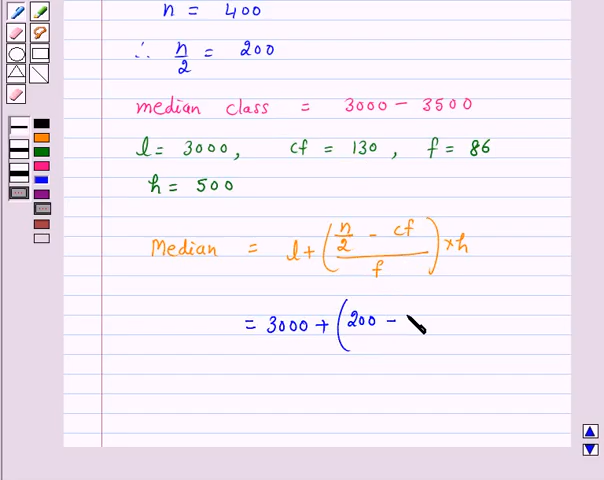 n = 400
∴ n/2 = 200
median class = 3000 - 3500
l = 3000, cf = 130, f = 86
h = 500
Median = l + ((n/2 - cf)/f) × h
= 3000 + (200 -